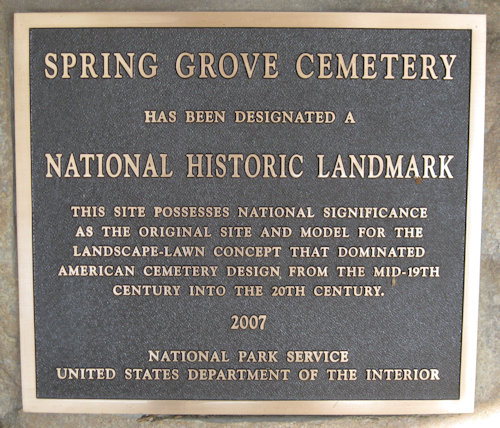 SPRING GROVE CEMETERY
HAS BEEN DESIGNATED A
NATIONAL HISTORIC LANDMARK
THIS SITE POSSESSES NATIONAL SIGNIFICANCE
AS THE ORIGINAL SITE AND MODEL FOR THE
LANDSCAPE-LAWN CONCEPT THAT DOMINATED
AMERICAN CEMETERY DESIGN FROM THE MID-19TH
CENTURY INTO THE 20TH CENTURY.
2007
NATIONAL PARK SERVICE
UNITED STATES DEPARTMENT OF THE INTERIOR